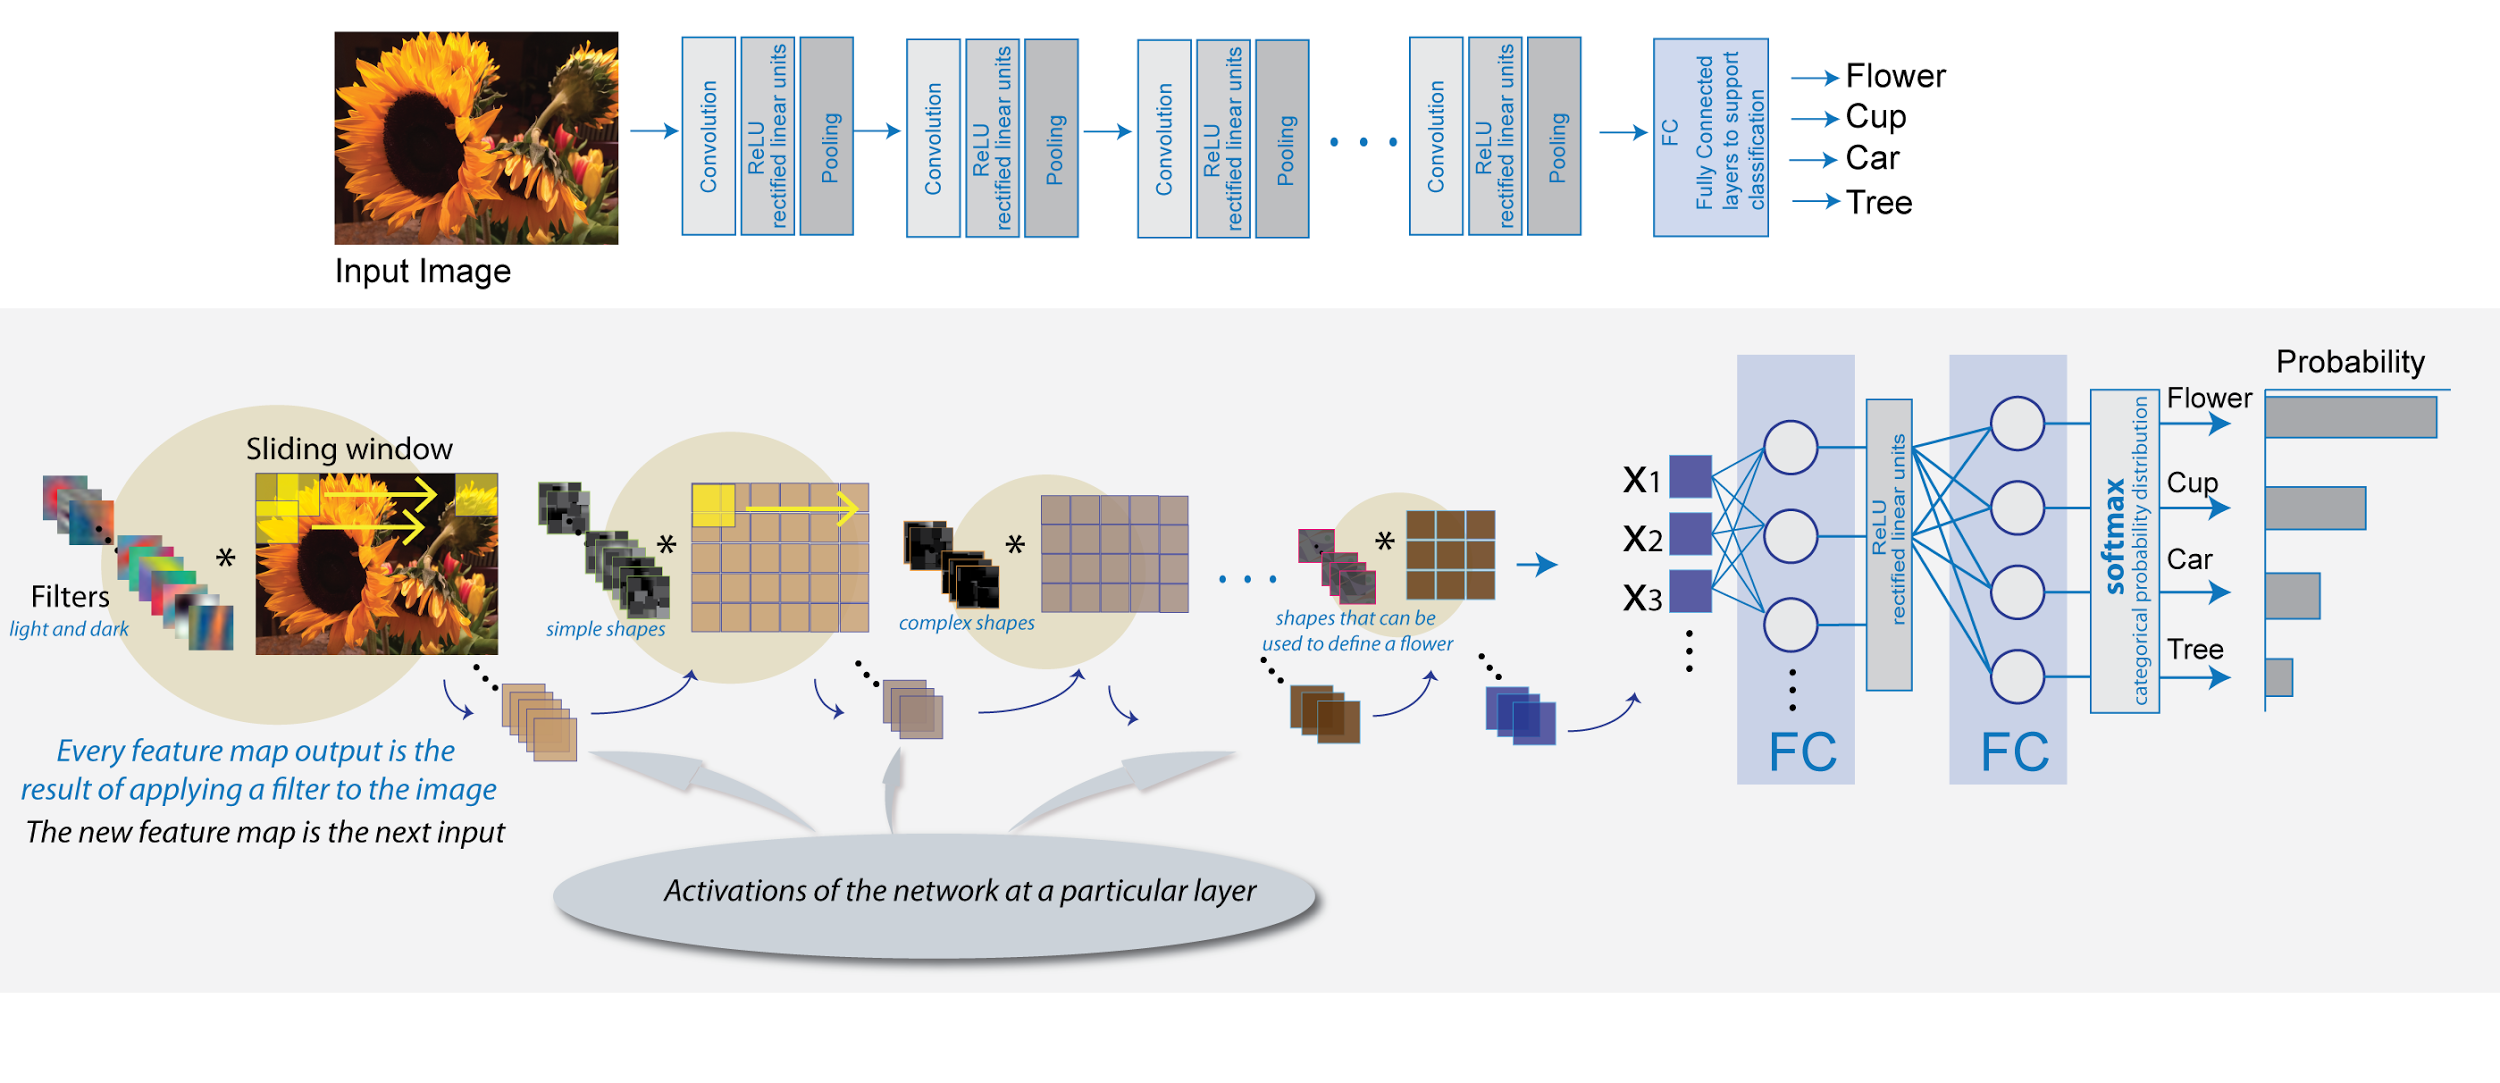 Input Image
Convolution
ReLU
rectified linear units
Pooling
Convolution
ReLU
rectified linear units
Pooling
Convolution
ReLU
rectified linear units
Pooling
Convolution
ReLU
rectified linear units
Pooling
FC
Fully Connected
layers to support
classification
Flower
Cup
Car
Tree
Sliding window
Filters
light and dark
*
simple shapes
*
complex shapes
*
shapes that can be
used to define a flower
*
Every feature map output is the
result of applying a filter to the image
The new feature map is the next input
Activations of the network at a particular layer
X1
X2
X3
FC
ReLU
rectified linear units
FC
softmax
categorical probability distribution
Probability
Flower
Cup
Car
Tree